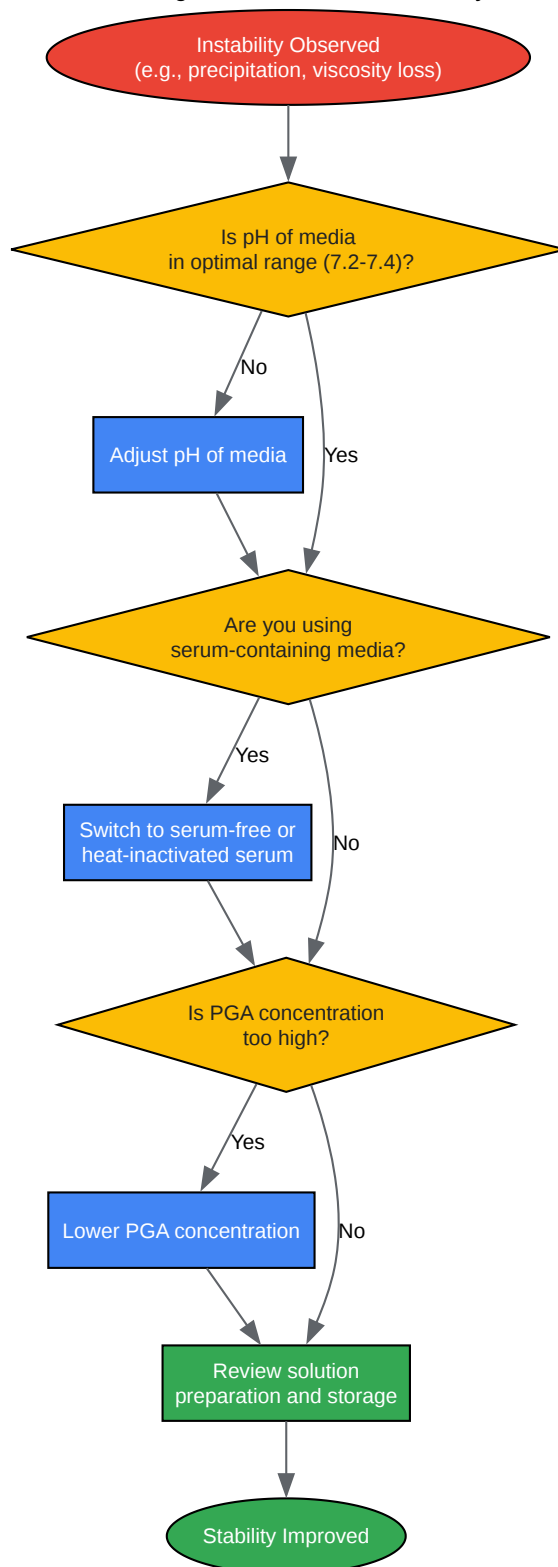 Instability Observed
(e.g., precipitation, viscosity loss)
Is pH of media
in optimal range (7.2-7.4)?
No
Adjust pH of media
Yes
Are you using
serum-containing media?
Yes
Switch to serum-free or
heat-inactivated serum
No
Is PGA concentration
too high?
Yes
Lower PGA concentration
No
Review solution
preparation and storage
Stability Improved